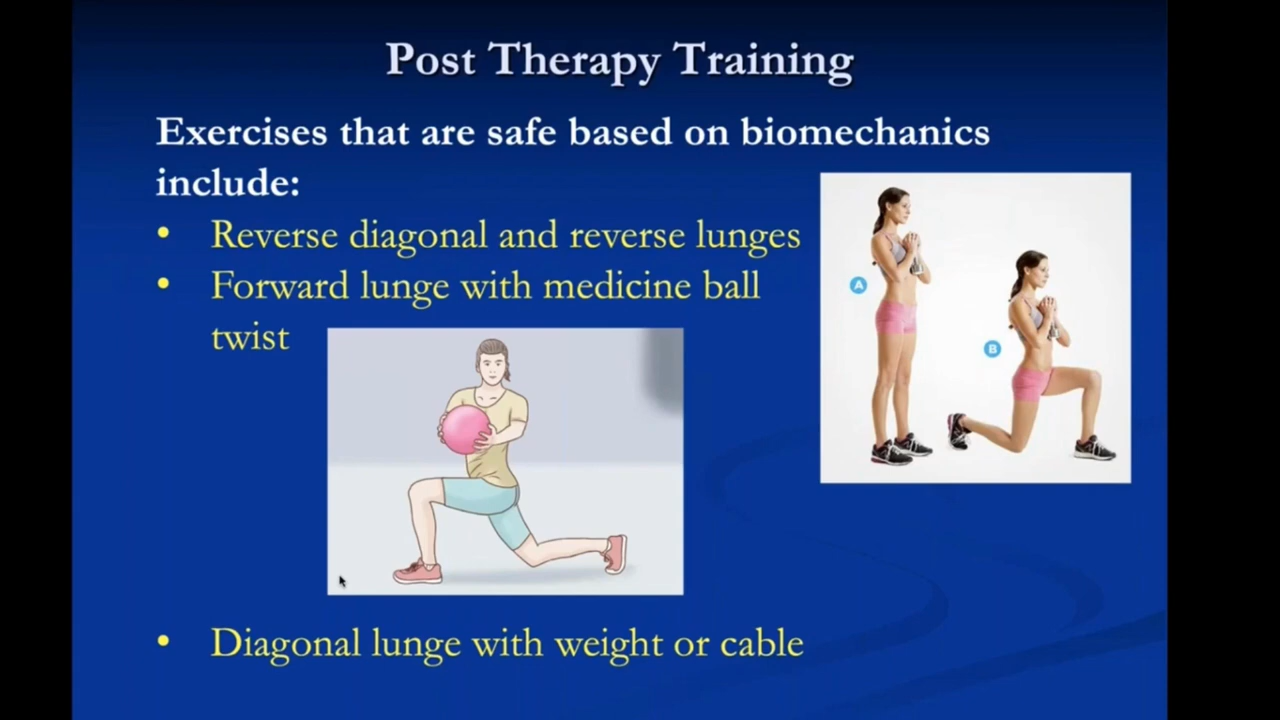 Post Therapy Training
Exercises that are safe based on biomechanics
include:
• Reverse diagonal and reverse lunges
• Forward lunge with medicine ball
twist
A
B
• Diagonal lunge with weight or cable